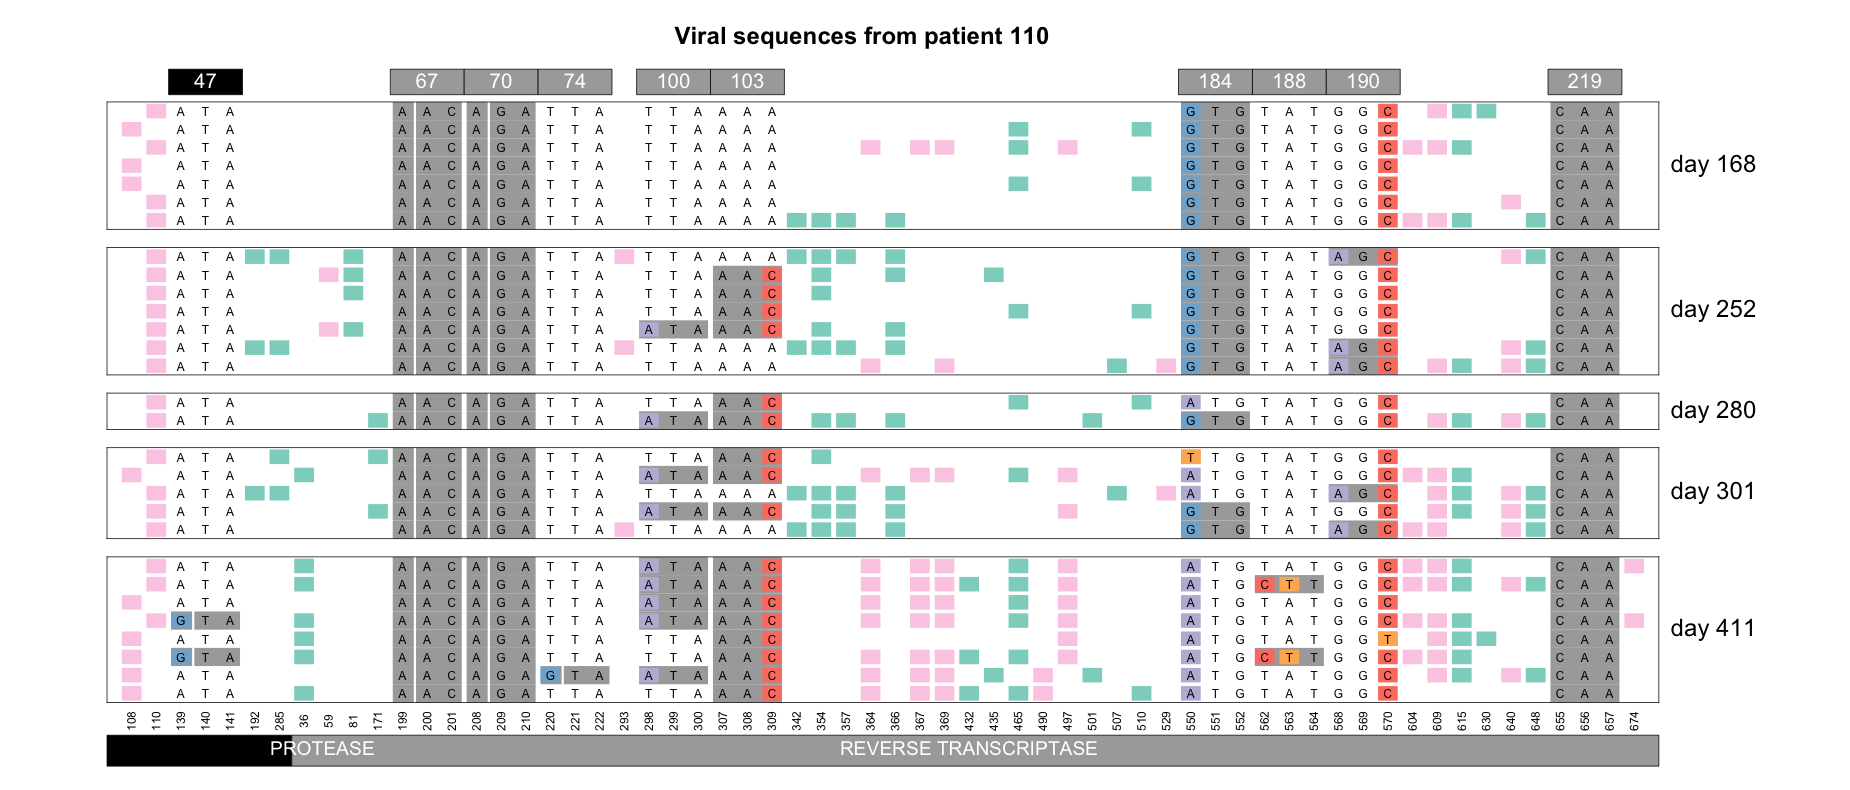 Viral sequences from patient 110
47 67 70 74 100 103 184 188 190 219
A T A A A C A G A T T A T T A A A A G T G T A T G G C C A A
A T A A A C A G A T T A T T A A A A G T G T A T G G C C A A
A T A A A C A G A T T A T T A A A A G T G T A T G G C C A A
A T A A A C A G A T T A T T A A A A G T G T A T G G C C A A
day 168
A T A A A C A G A T T A T T A A A A G T G T A T G G C C A A
A T A A A C A G A T T A T T A A A A G T G T A T G G C C A A
A T A A A C A G A T T A T T A A A A G T G T A T G G C C A A
A T A A A C A G A T T A T T A A A A G T G T A T A G C C A A
A T A A A C A G A T T A T T A A A C G T G T A T G G C C A A
A T A A A C A G A T T A T T A A A C G T G T A T G G C C A A
A T A A A C A G A T T A T T A A A C G T G T A T G G C C A A
day 252
A T A A A C A G A T T A A T A A A C G T G T A T G G C C A A
A T A A A C A G A T T A T T A A A A G T G T A T A G C C A A
A T A A A C A G A T T A T T A A A A G T G T A T A G C C A A
A T A A A C A G A T T A T T A A A C A T G T A T G G C C A A
day 280
A T A A A C A G A T T A A T A A A C G T G T A T G G C C A A
A T A A A C A G A T T A T T A A A C T T G T A T G G C C A A
A T A A A C A G A T T A A T A A A C A T G T A T G G C C A A
A T A A A C A G A T T A T T A A A A A T G T A T A G C C A A
day 301
A T A A A C A G A T T A A T A A A C G T G T A T G G C C A A
A T A A A C A G A T T A T T A A A A G T G T A T A G C C A A
A T A A A C A G A T T A A T A A A C A T G T A T G G C C A A
A T A A A C A G A T T A A T A A A C A T G C T T G G C C A A
A T A A A C A G A T T A A T A A A C A T G T A T G G C C A A
G T A A A C A G A T T A A T A A A C A T G T A T G G C C A A
day 411
A T A A A C A G A T T A T T A A A C A T G T A T G G T C A A
G T A A A C A G A T T A T T A A A C A T G C T T G G C C A A
A T A A A C A G A G T A A T A A A C A T G T A T G G C C A A
A T A A A C A G A T T A T T A A A C A T G T A T G G C C A A
108 110 139 140 141 192 285 36 59 81 171 199 200 201 208 209 210 220 221 222 293 298 299 300 307 308 309 342 354 357 364 366 367 369 432 435 465 490 497 501 507 510 529 550 551 552 562 563 564 568 569 570 604 609 615 630 640 648 655 656 657 674
PROTEASE REVERSE TRANSCRIPTASE